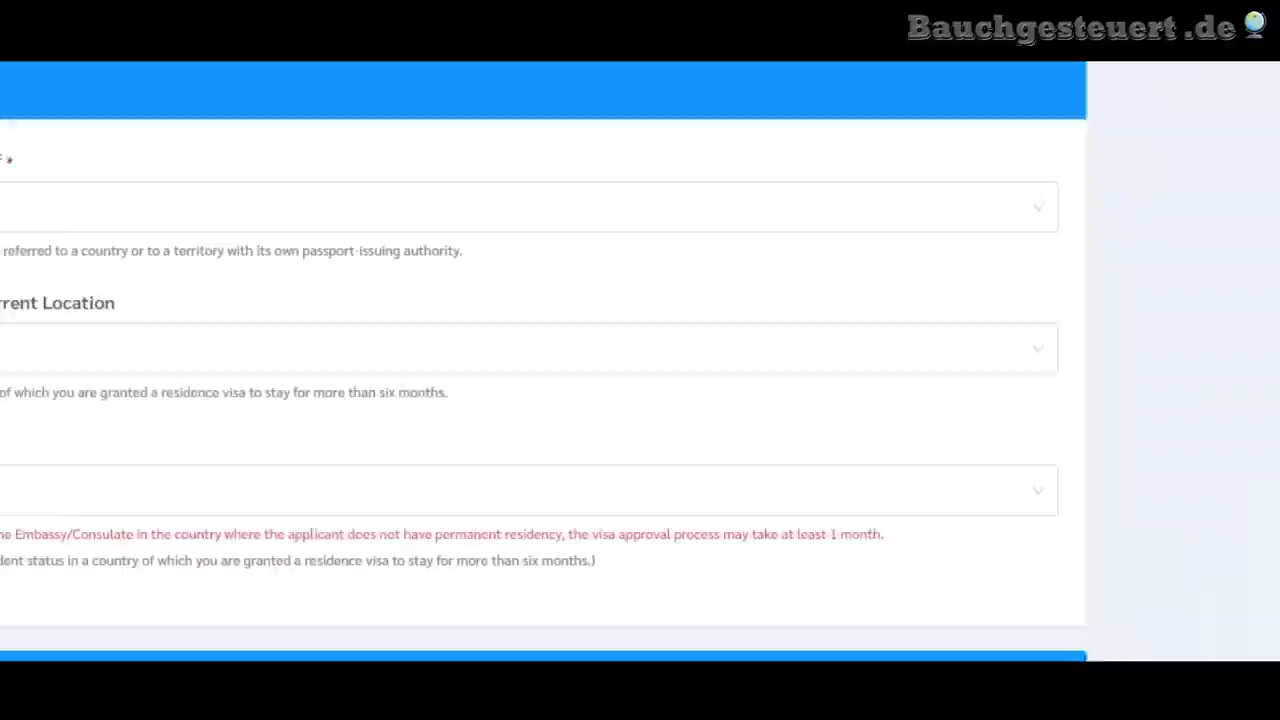 Bauchgesteuert .de
*
referred to a country or to a territory with its own passport-issuing authority.
rrent Location
of which you are granted a residence visa to stay for more than six months.
he Embassy/Consulate in the country where the applicant does not have permanent residency, the visa approval process may take at least 1 month.
dent status in a country of which you are granted a residence visa to stay for more than six months.)